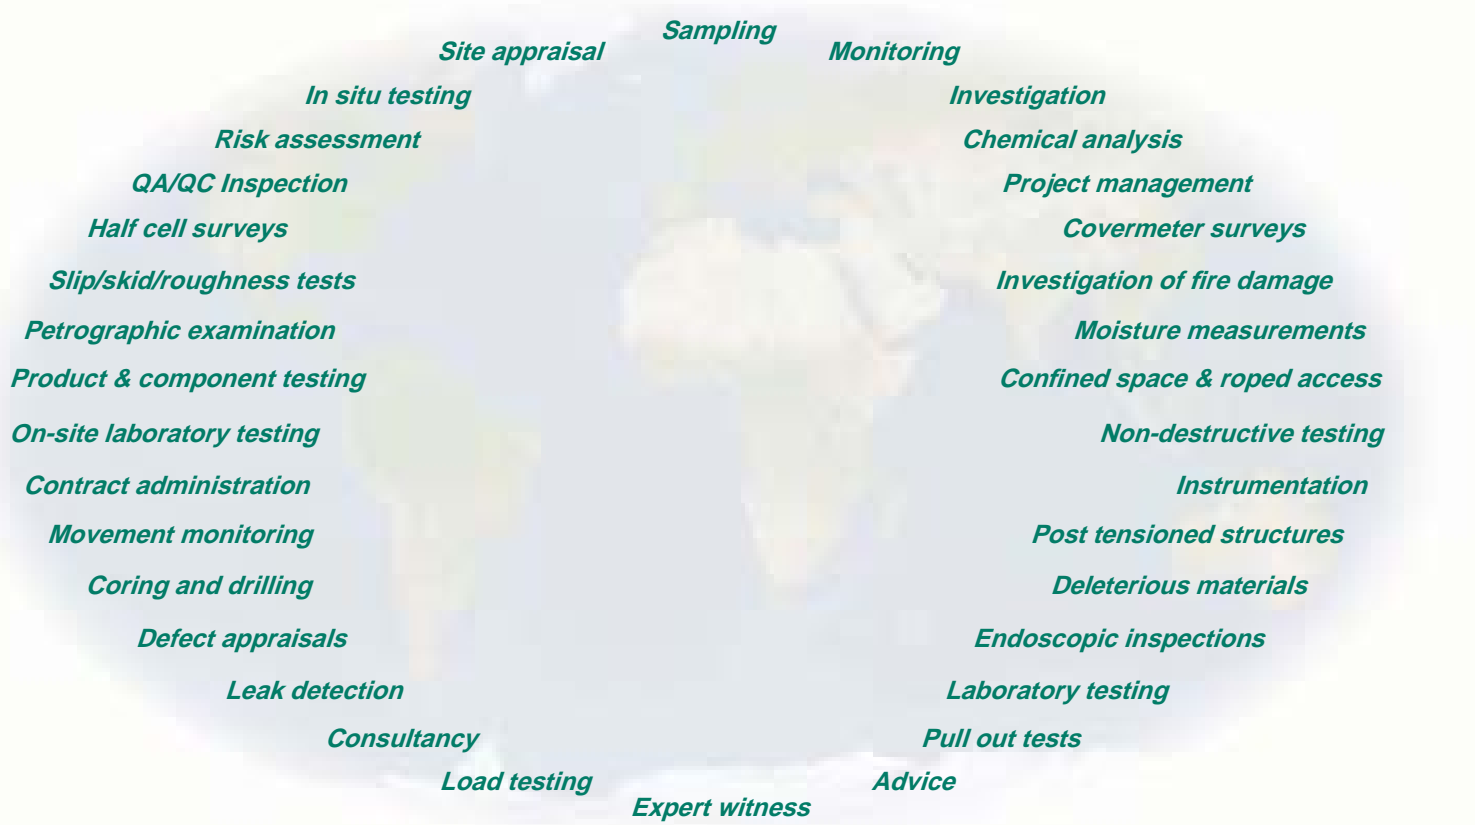 Sampling
Site appraisal
Monitoring
In situ testing
Investigation
Risk assessment
Chemical analysis
QA/QC Inspection
Project management
Half cell surveys
Covermeter surveys
Slip/skid/roughness tests
Investigation of fire damage
Petrographic examination
Moisture measurements
Product & component testing
Confined space & roped access
On-site laboratory testing
Non-destructive testing
Contract administration
Instrumentation
Movement monitoring
Post tensioned structures
Coring and drilling
Deleterious materials
Defect appraisals
Endoscopic inspections
Leak detection
Laboratory testing
Consultancy
Pull out tests
Load testing
Advice
Expert witness